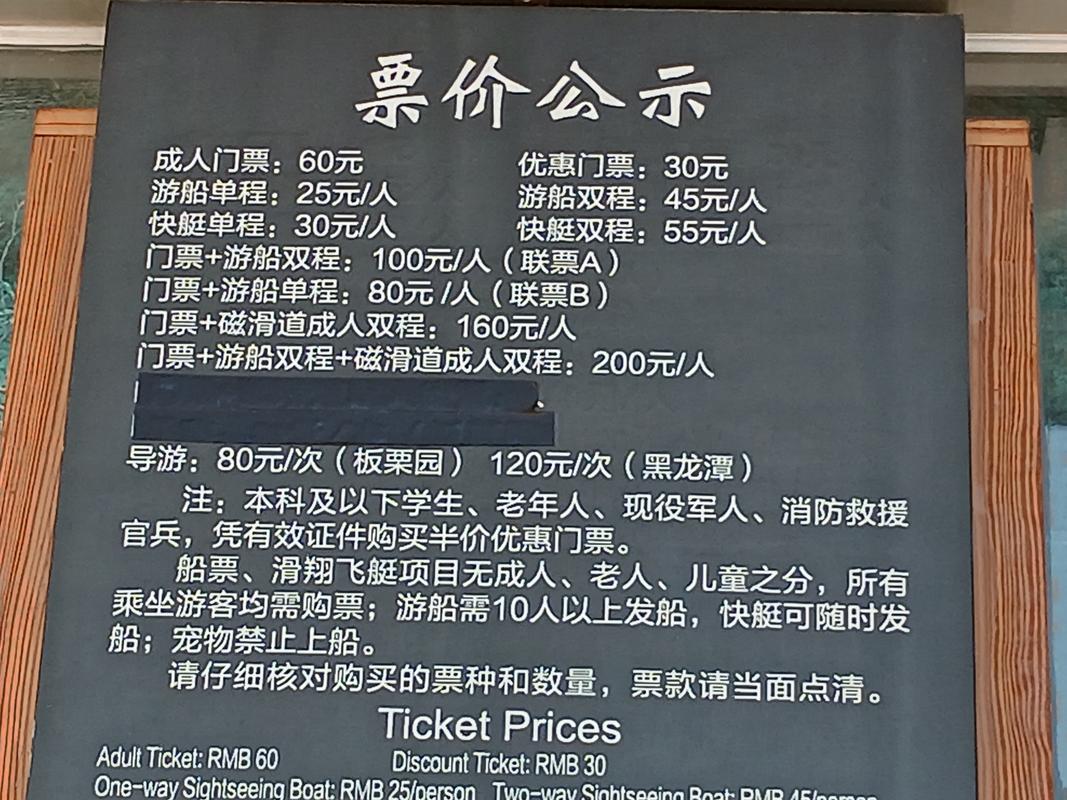 票价公示
成人门票：60元 优惠门票：30元
游船单程：25元/人 游船双程：45元/人
快艇单程：30元/人 快艇双程：55元/人
门票+游船双程：100元/人（联票A）
门票+游船单程：80元 /人（联票B）
门票+磁滑道成人双程：160元/人
门票+游船双程+磁滑道成人双程：200元/人
导游：80元/次（板栗园） 120元/次（黑龙潭）
注：本科及以下学生、老年人、现役军人、消防救援
官兵，凭有效证件购买半价优惠门票。
船票、滑翔飞艇项目无成人、老人、儿童之分，所有
乘坐游客均需购票；游船需10人以上发船，快艇可随时发
船；宠物禁止上船。
请仔细核对购买的票种和数量，票款请当面点清。
Ticket Prices
Adult Ticket: RMB 60 Discount Ticket: RMB 30
One-way Sightseeing Boat: RMB 25/person Two-way Sightseeing Boat: RMB 45/person